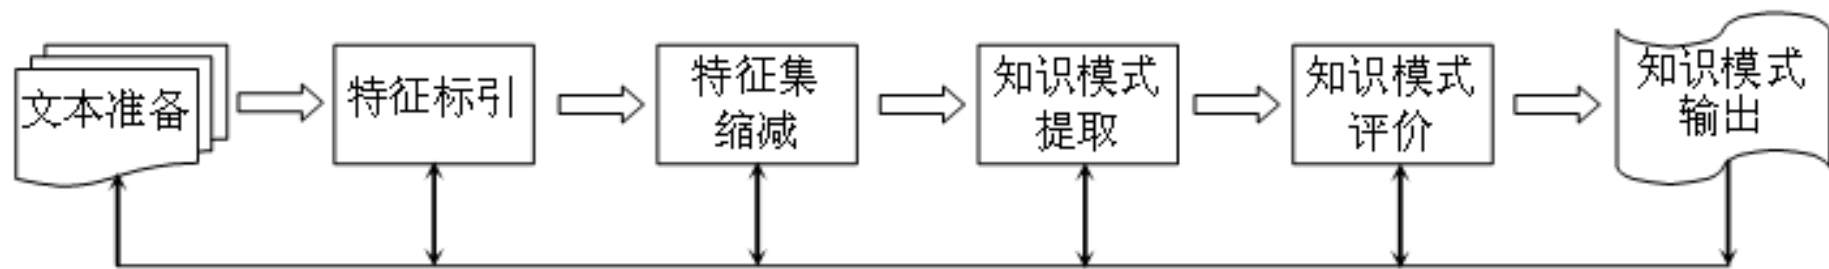 文本准备
特征标引
特征集
缩减
知识模式
提取
知识模式
评价
知识模式
输出